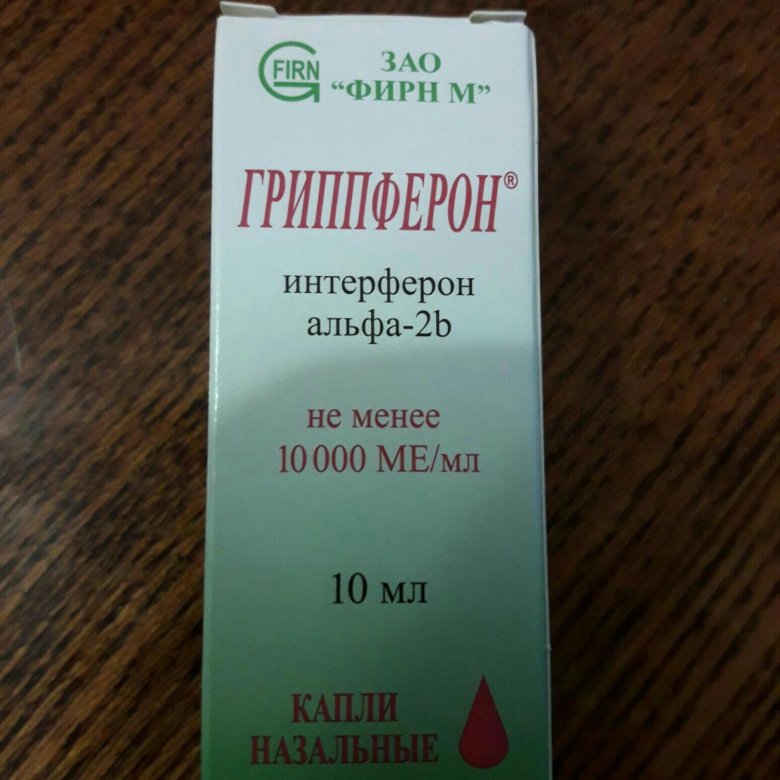 FIRN
ЗАО
“ФИРН М”
ГРИППФЕРОН®
интерферон
альфа-2b
не менее
10 000 МЕ/мл
10 мл
КАПЛИ
НАЗАЛЬНЫЕ